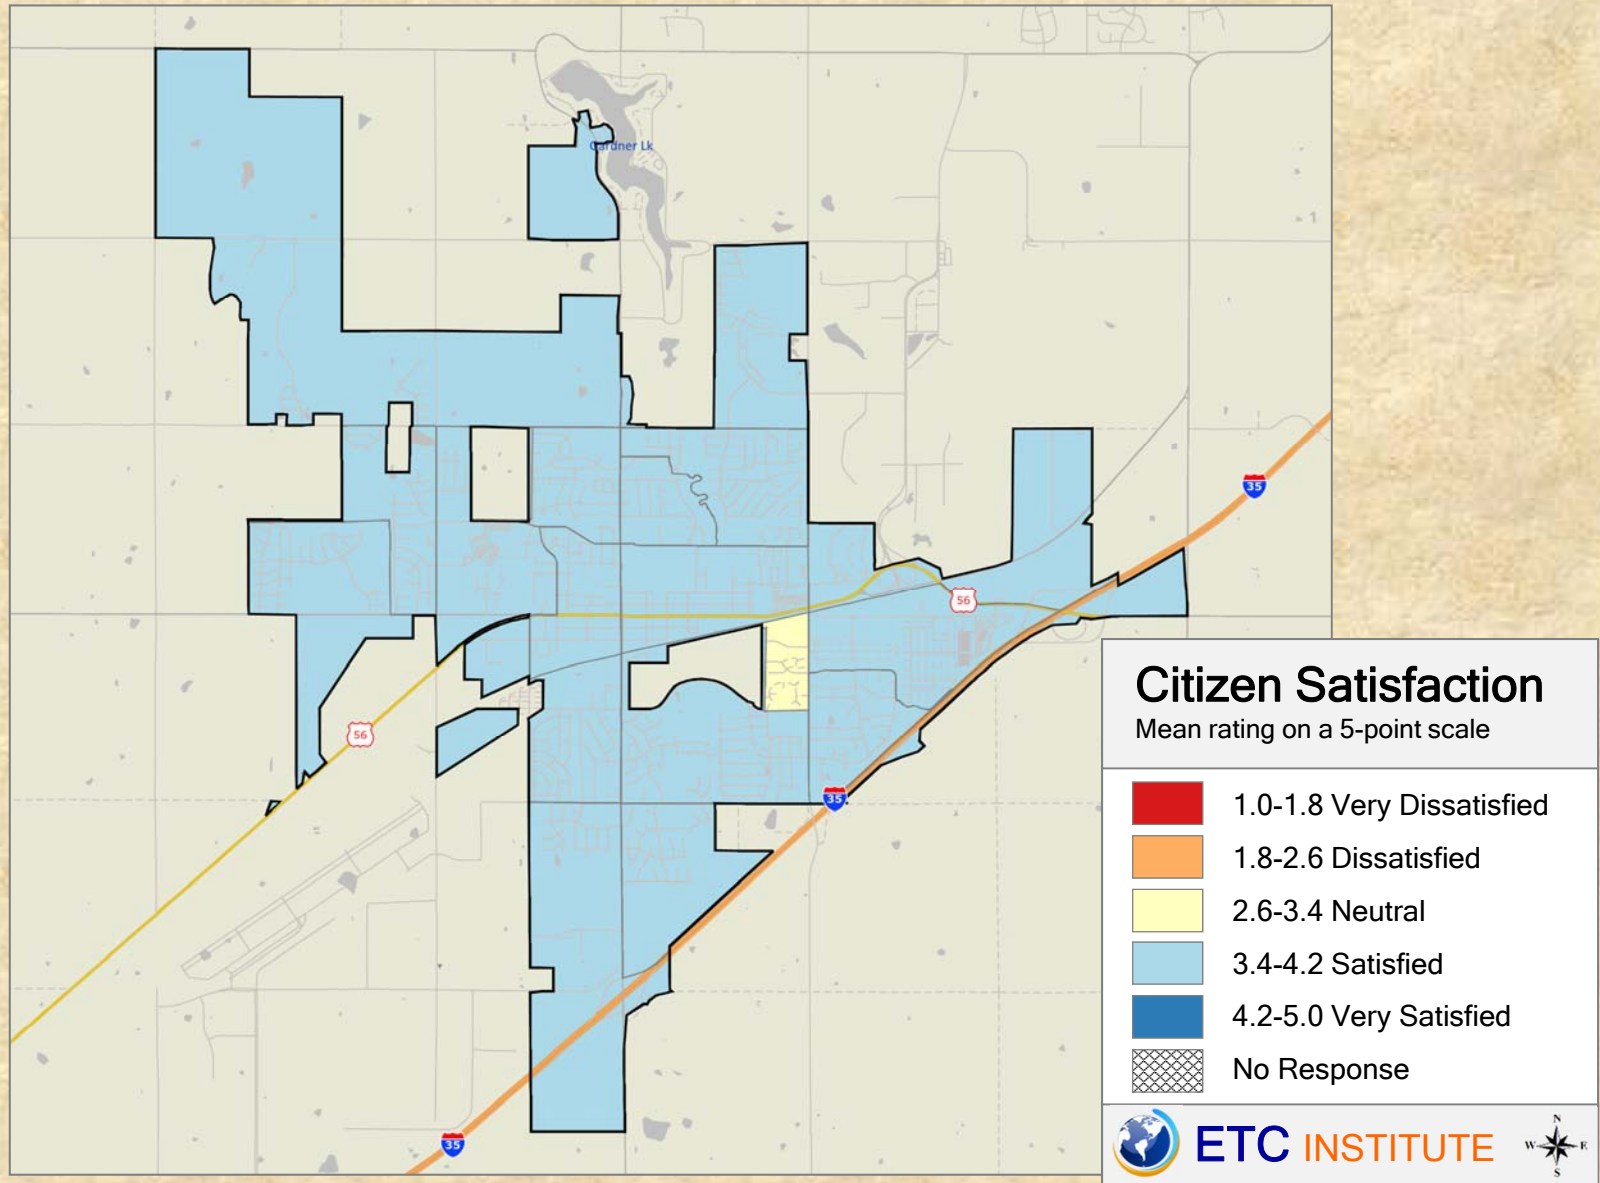 Gardner Lk
1
35
56
56
35
35
Citizen Satisfaction
Mean rating on a 5-point scale
1.0-1.8 Very Dissatisfied
1.8-2.6 Dissatisfied
2.6-3.4 Neutral
3.4-4.2 Satisfied
4.2-5.0 Very Satisfied
No Response
ETC INSTITUTE
N
W E
S